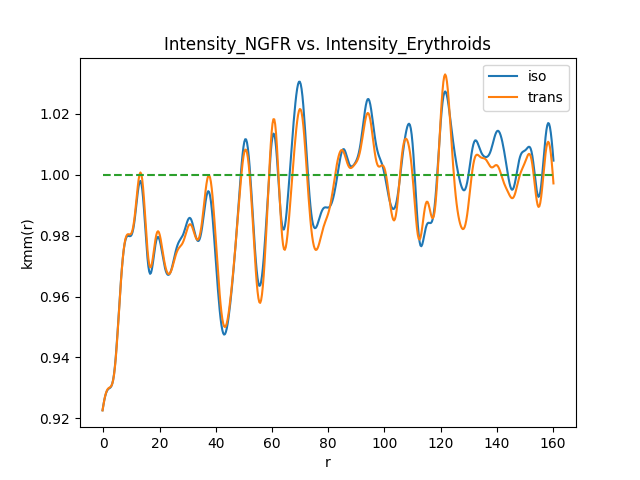 Intensity_NGFR vs. Intensity_Erythroids
iso
trans
kmm(r)
1.02
1.00
0.98
0.96
0.94
0.92
0 20 40 60 80 100 120 140 160
r